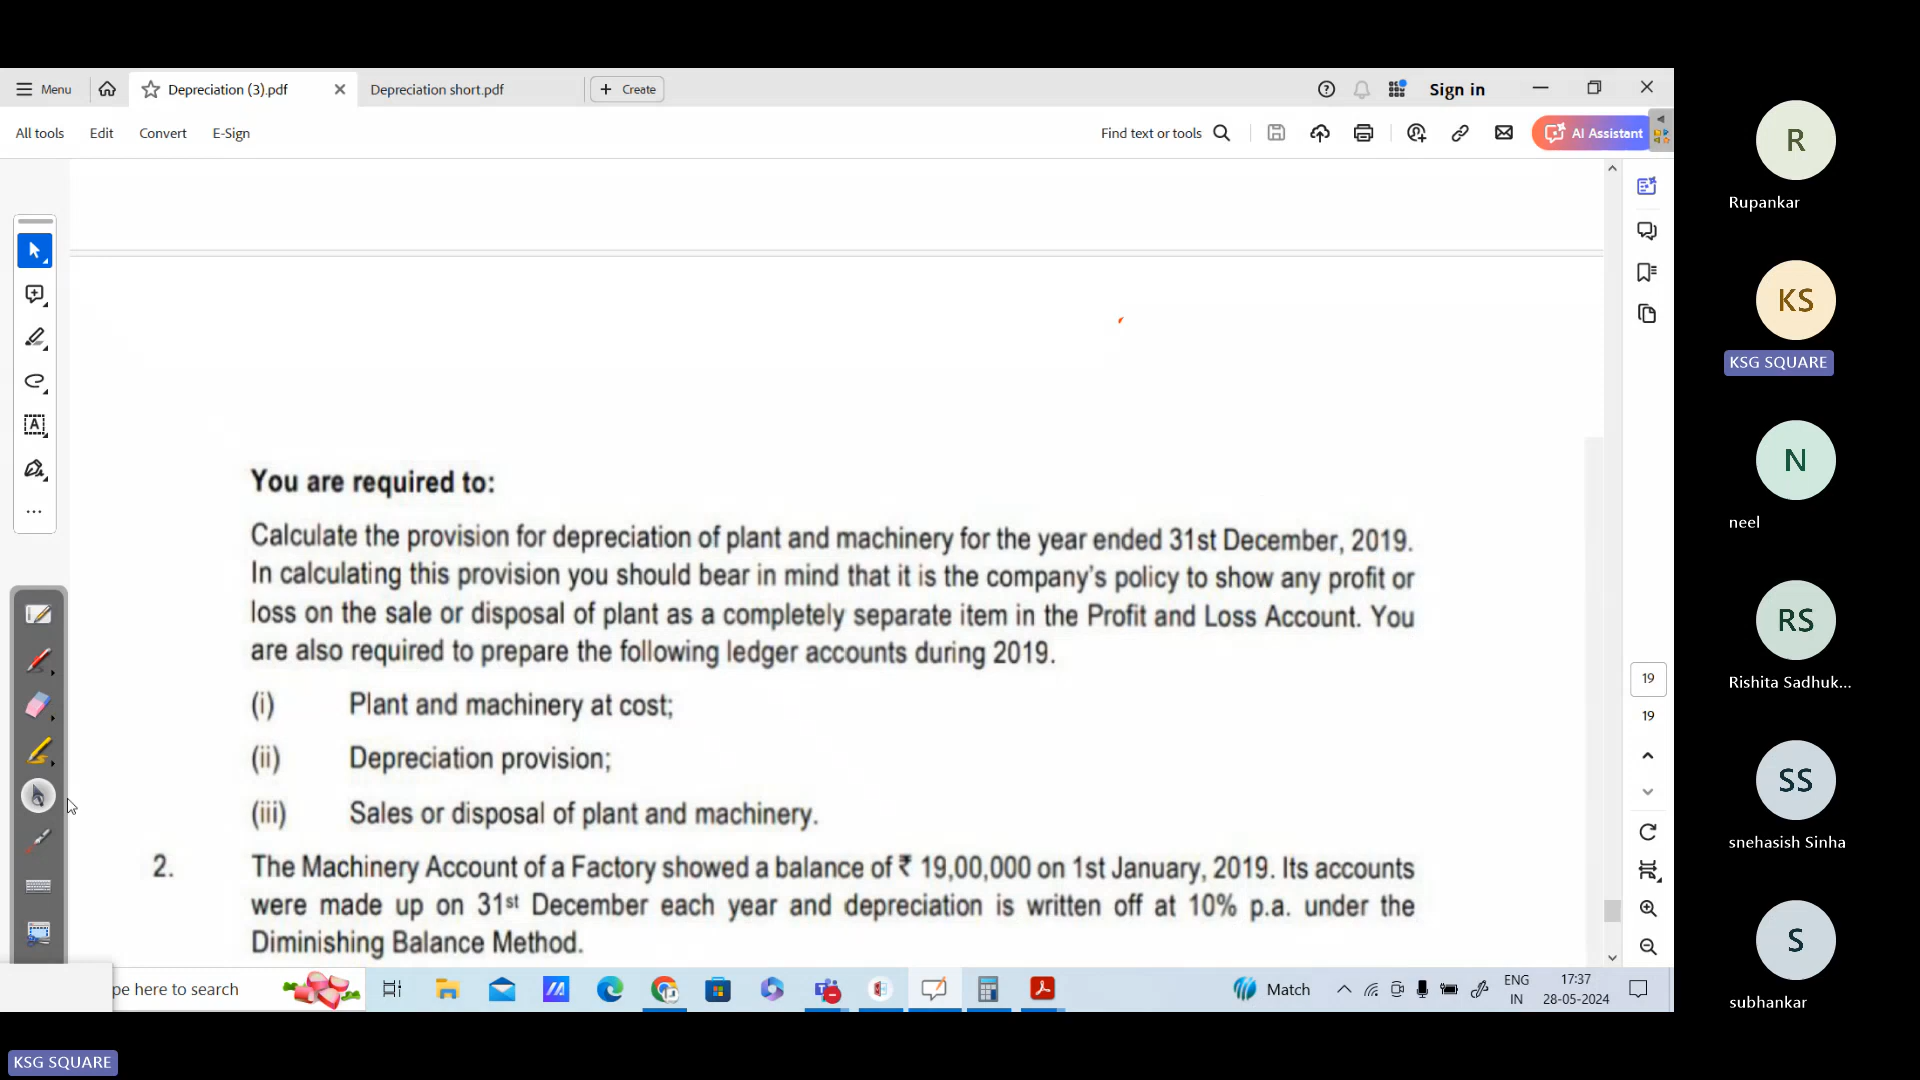 Menu
Depreciation (3).pdf
Depreciation short.pdf
Create
Sign in
All tools
Edit
Convert
E-Sign
Find text or tools
AI Assistant
You are required to:
Calculate the provision for depreciation of plant and machinery for the year ended 31st December, 2019.
In calculating this provision you should bear in mind that it is the company's policy to show any profit or
loss on the sale or disposal of plant as a completely separate item in the Profit and Loss Account. You
are also required to prepare the following ledger accounts during 2019.
(i) Plant and machinery at cost;
(ii) Depreciation provision;
(iii) Sales or disposal of plant and machinery.
2. The Machinery Account of a Factory showed a balance of ₹ 19,00,000 on 1st January, 2019. Its accounts
were made up on 31st December each year and depreciation is written off at 10% p.a. under the
Diminishing Balance Method.
19
19
pe here to search
Match
ENG
IN
17:37
28-05-2024
R
Rupankar
KS
KSG SQUARE
N
neel
RS
Rishita Sadhuk...
SS
snehasish Sinha
S
subhankar
KSG SQUARE